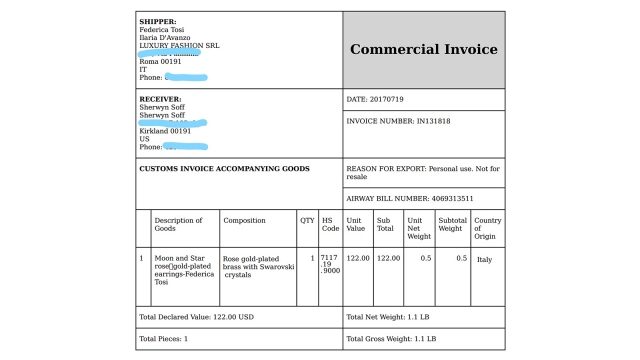 SHIPPER:
Federica Tosi
Ilaria D'Avanzo
LUXURY FASHION SRL
Roma 00191
IT
Phone:
Commercial Invoice
RECEIVER:
Sherwyn Soff
Sherwyn Soff
Kirkland 00191
US
Phone:
DATE: 20170719
INVOICE NUMBER: IN131818
CUSTOMS INVOICE ACCOMPANYING GOODS
REASON FOR EXPORT: Personal use. Not for
resale
AIRWAY BILL NUMBER: 4069313511
Description of
Goods
Composition
QTY
HS
Code
Unit
Value
Sub
Total
Unit
Net
Weight
Subtotal
Weight
Country
of
Origin
1
Moon and Star
rose▯gold-plated
earrings-Federica
Tosi
Rose gold-plated
brass with Swarovski
crystals
1
7117
.19
.9000
122.00
122.00
0.5
0.5
Italy
Total Declared Value: 122.00 USD
Total Net Weight: 1.1 LB
Total Pieces: 1
Total Gross Weight: 1.1 LB